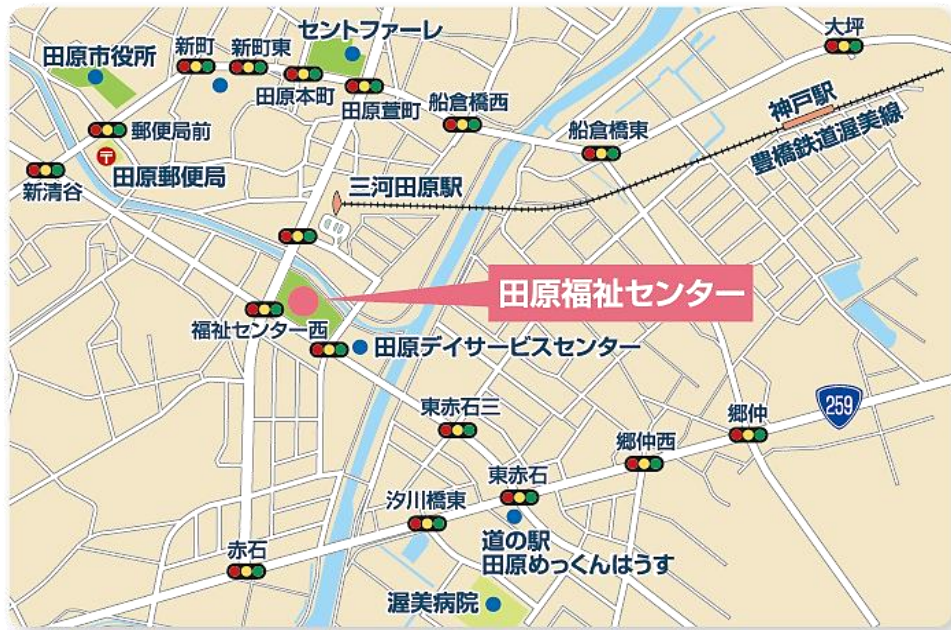 セントファーレ
大坪
新町
新町東
田原市役所
田原本町
田原萱町
船倉橋西
神戸駅
郵便局前
船倉橋東
豊橋鉄道渥美線
〒
田原郵便局
新清谷
三河田原駅
田原福祉センター
福祉センター西
田原デイサービスセンター
東赤石三
259
郷仲
郷仲西
東赤石
汐川橋東
道の駅
田原めっくんはうす
赤石
渥美病院